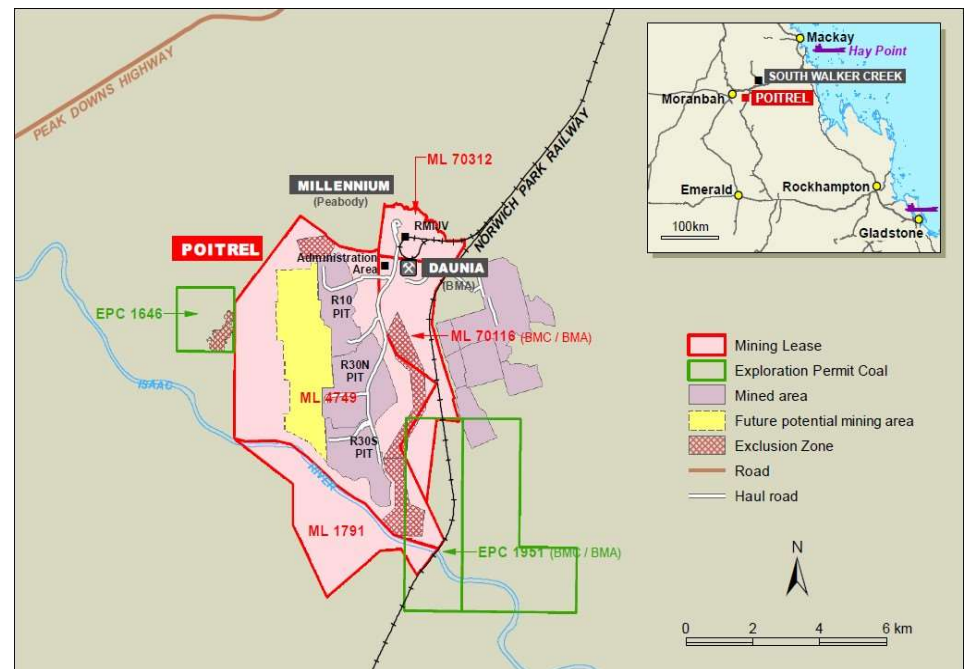 PEAK DOWNS HIGHWAY
MILLENNIUM
(Peabody)
ML 70312
NORWICH PARK RAILWAY
POITREL
RMJV
Administration
Area
DAUNIA
(BMA)
EPC 1646
R10
PIT
ML 70116 (BMC / BMA)
R30N
PIT
ML 4749
ISAAC
RIVER
R30S
PIT
ML 1791
EPC 1951 (BMC / BMA)
Mackay
Hay Point
SOUTH WALKER CREEK
Moranbah
POITREL
Emerald
Rockhampton
Gladstone
100km
Mining Lease
Exploration Permit Coal
Mined area
Future potential mining area
Exclusion Zone
Road
Haul road
N
0 2 4 6 km